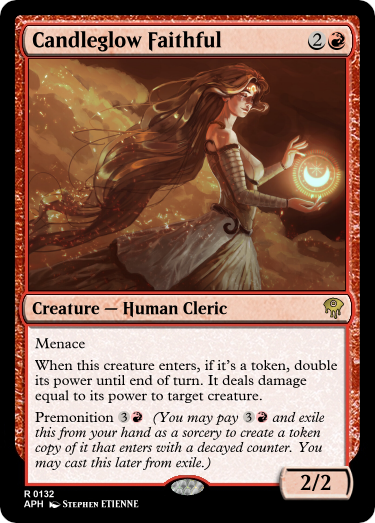 Candleglow Faithful 2
Creature — Human Cleric
Menace
When this creature enters, if it's a token, double
its power until end of turn. It deals damage
equal to its power to target creature.
Premonition 3 (You may pay 3 and exile
this from your hand as a sorcery to create a token
copy of it that enters with a decayed counter. You
may cast this later from exile.)
2/2
R 0132
APH Stephen ETIENNE